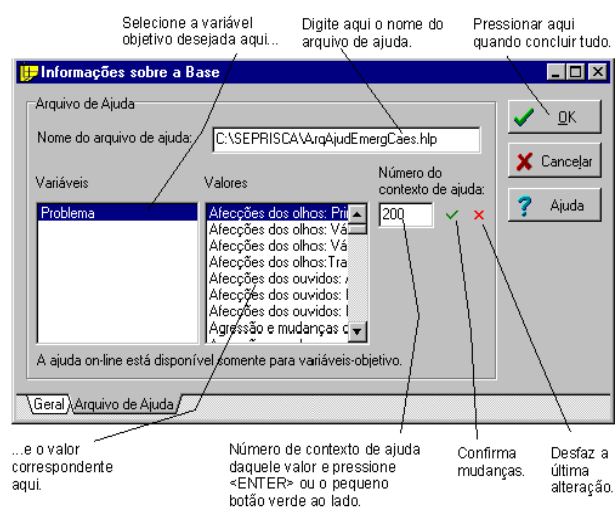 Selecione a variável
objetivo desejada aqui...
Digite aqui o nome do
arquivo de ajuda.
Pressionar aqui
quando concluir tudo.
Informações sobre a Base
Arquivo de Ajuda
Nome do arquivo de ajuda:
C:\SEPRISCA\ArqAjudEmergCaes.hlp
OK
Cancelar
Ajuda
Variáveis
Valores
Número do
contexto de ajuda:
Problema
Afecções dos olhos: Pri
200
Afecções dos olhos: Vá
Afecções dos olhos: Vá
Afecções dos olhos:Tra
Afecções dos ouvidos:
Afecções dos ouvidos:
Afecções dos ouvidos:
Agressão e mudanças
A ajuda on-line está disponível somente para variáveis-objetivo.
Geral
Arquivo de Ajuda
...e o valor
correspondente
aqui.
Número de contexto de ajuda
daquele valor e pressione
<ENTER> ou o pequeno
botão verde ao lado.
Confirma
mudanças.
Desfaz a
última
alteração.